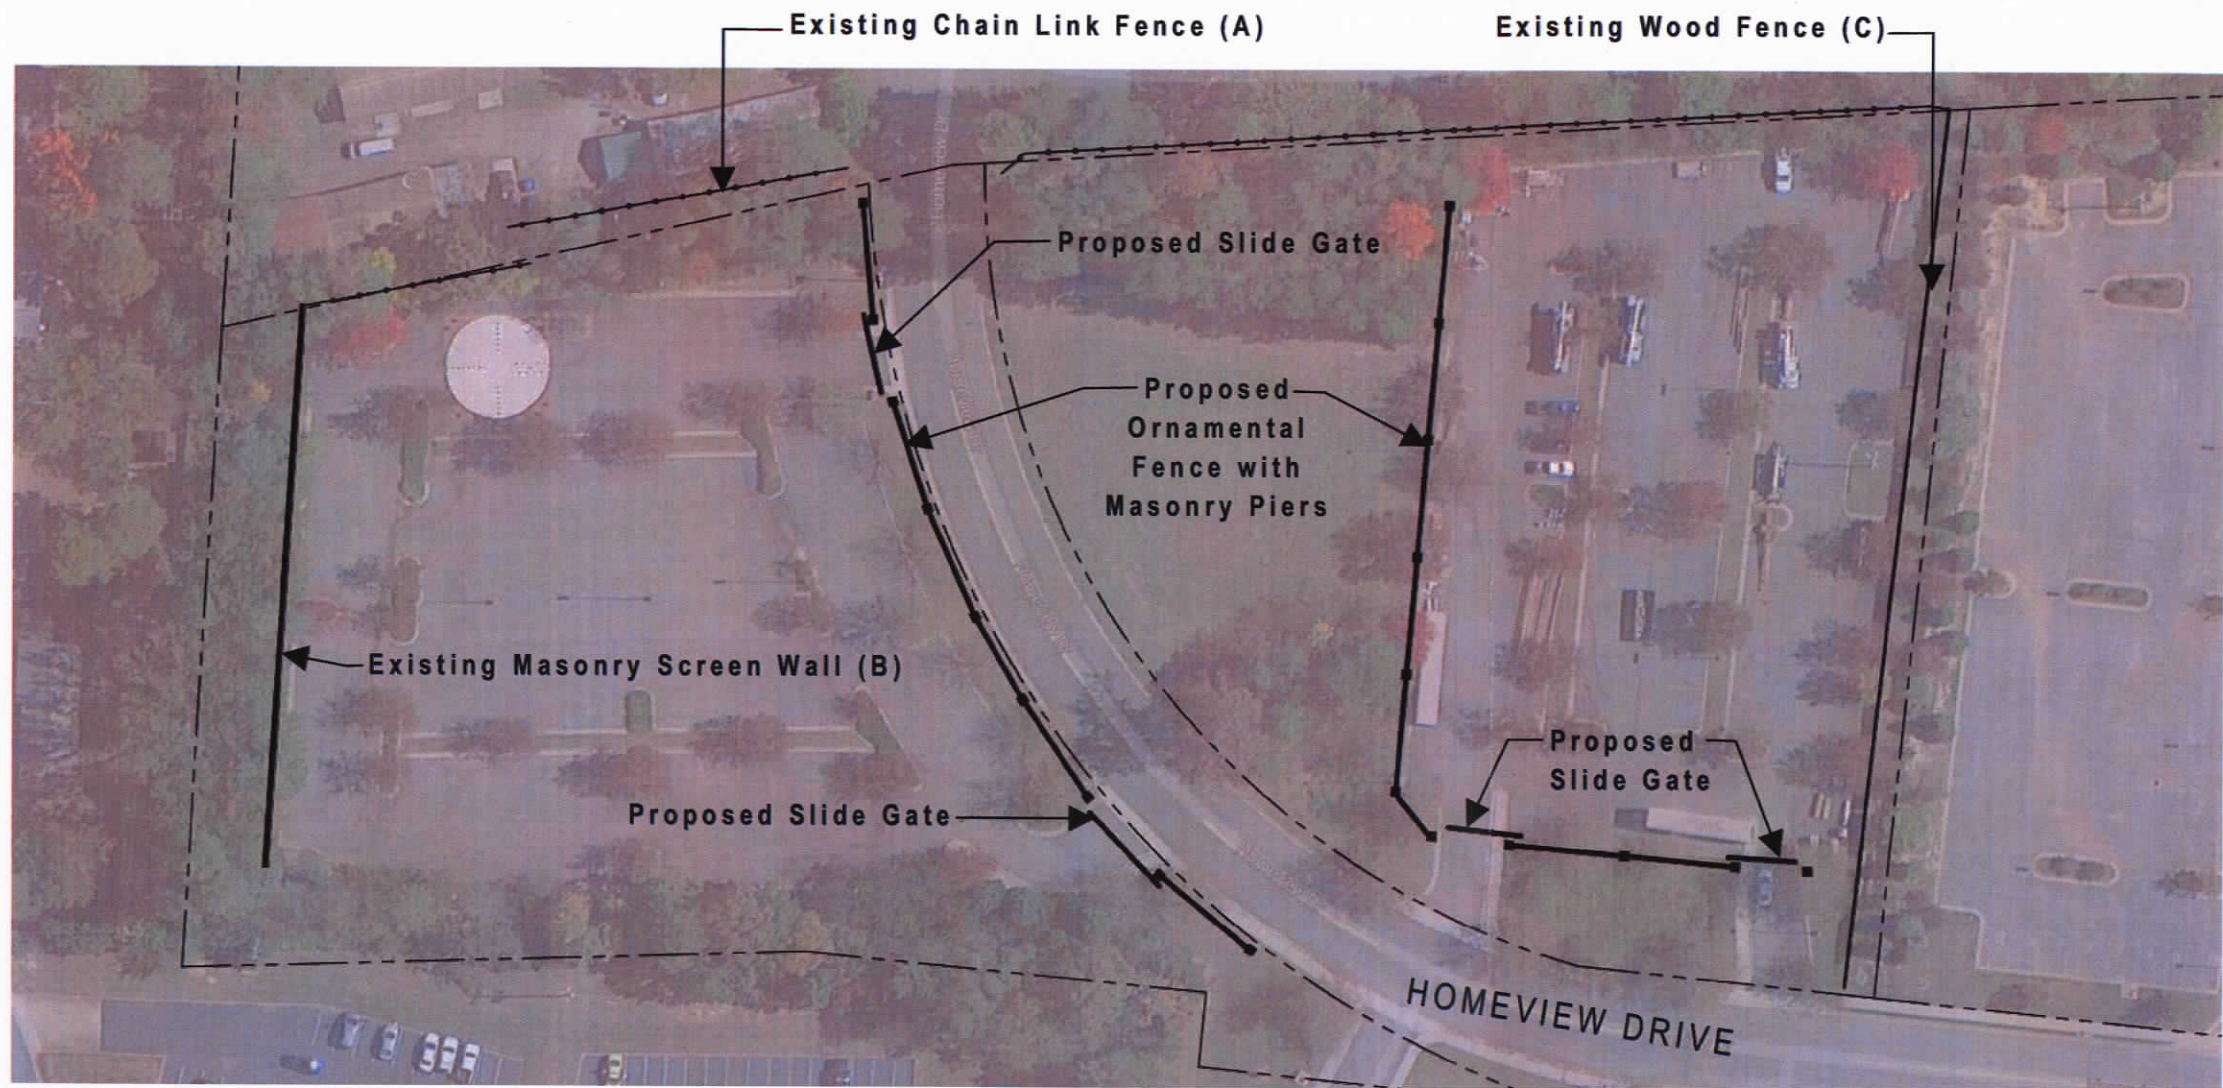 Existing Chain Link Fence (A)
Existing Wood Fence (C)
Proposed Slide Gate
Proposed
Ornamental
Fence with
Masonry Piers
Existing Masonry Screen Wall (B)
Proposed
Slide Gate
Proposed Slide Gate
HOMEVIEW DRIVE